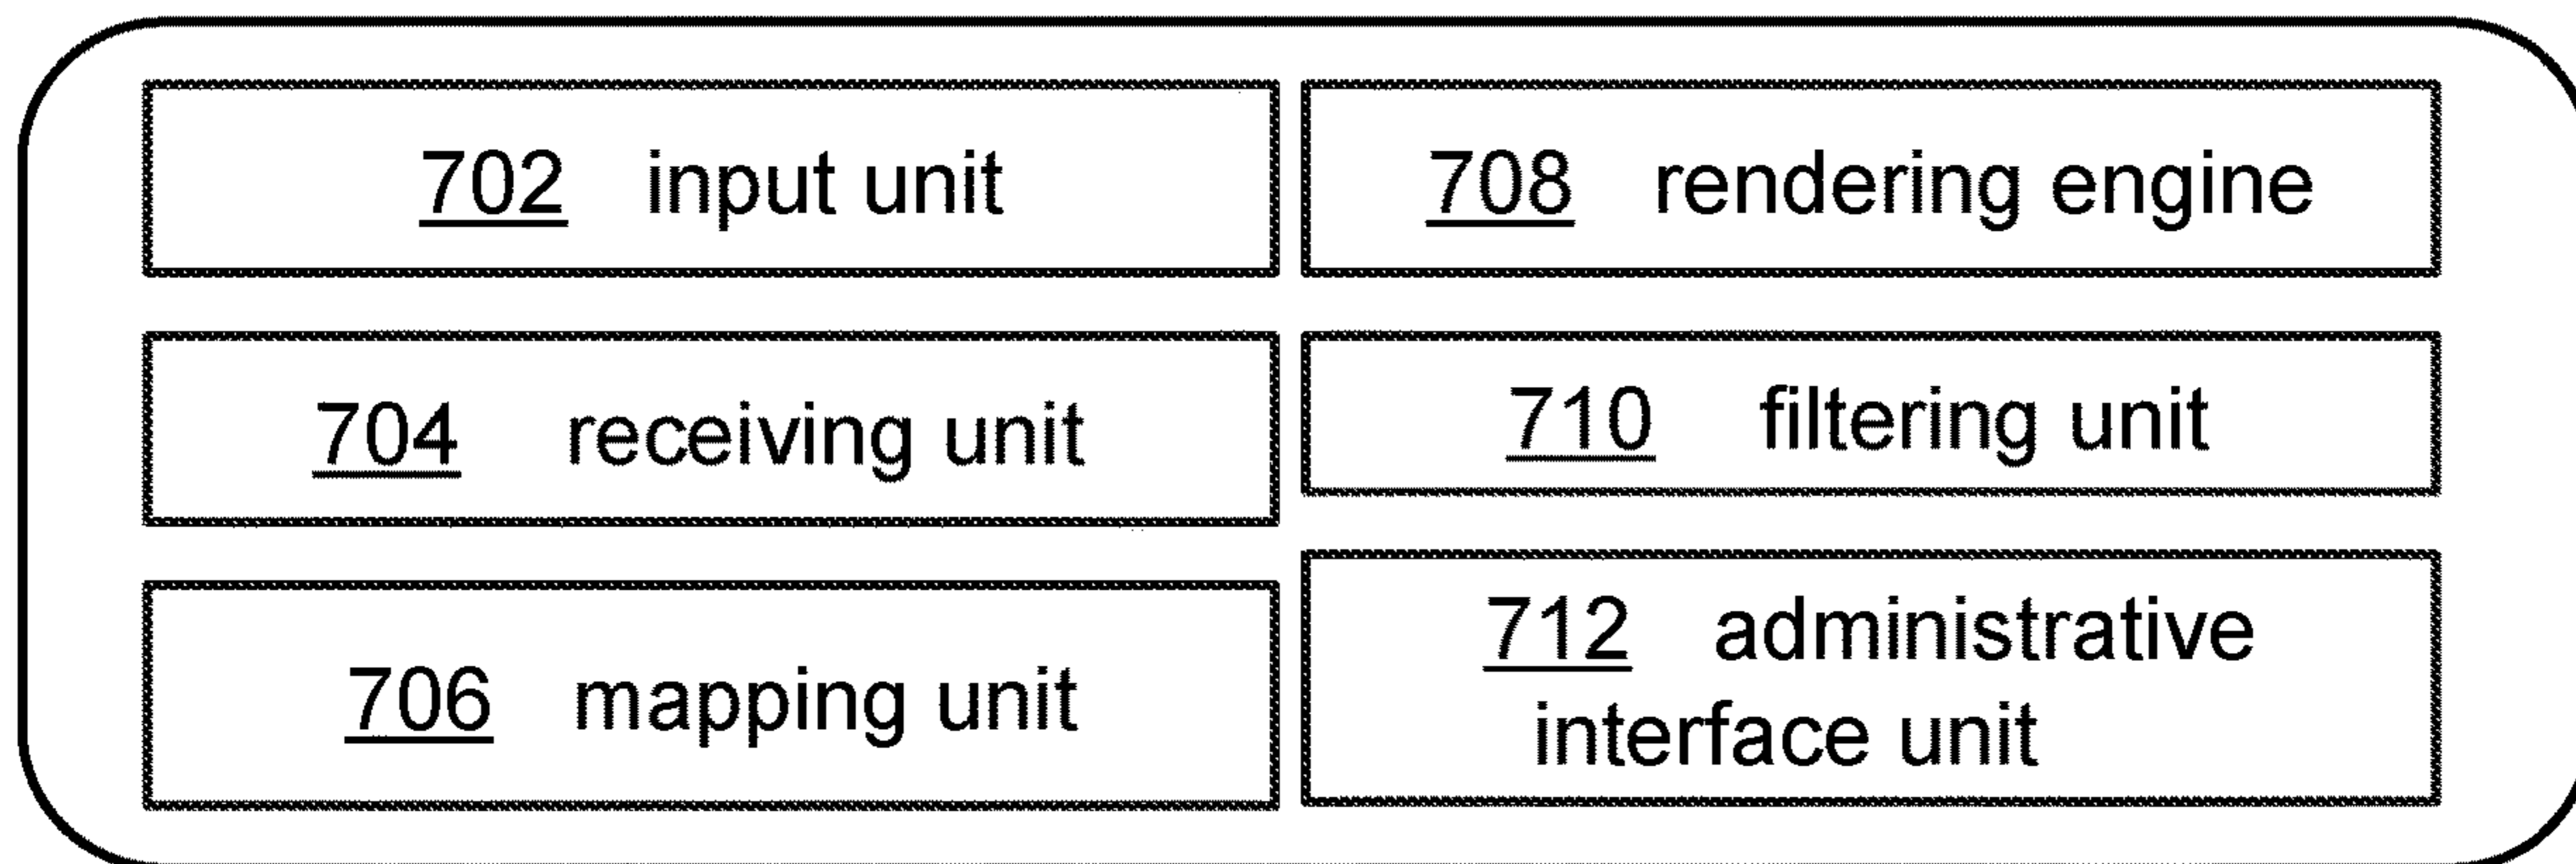 702 input unit
704 receiving unit
706 mapping unit
708 rendering engine
710 filtering unit
712 administrative
interface unit